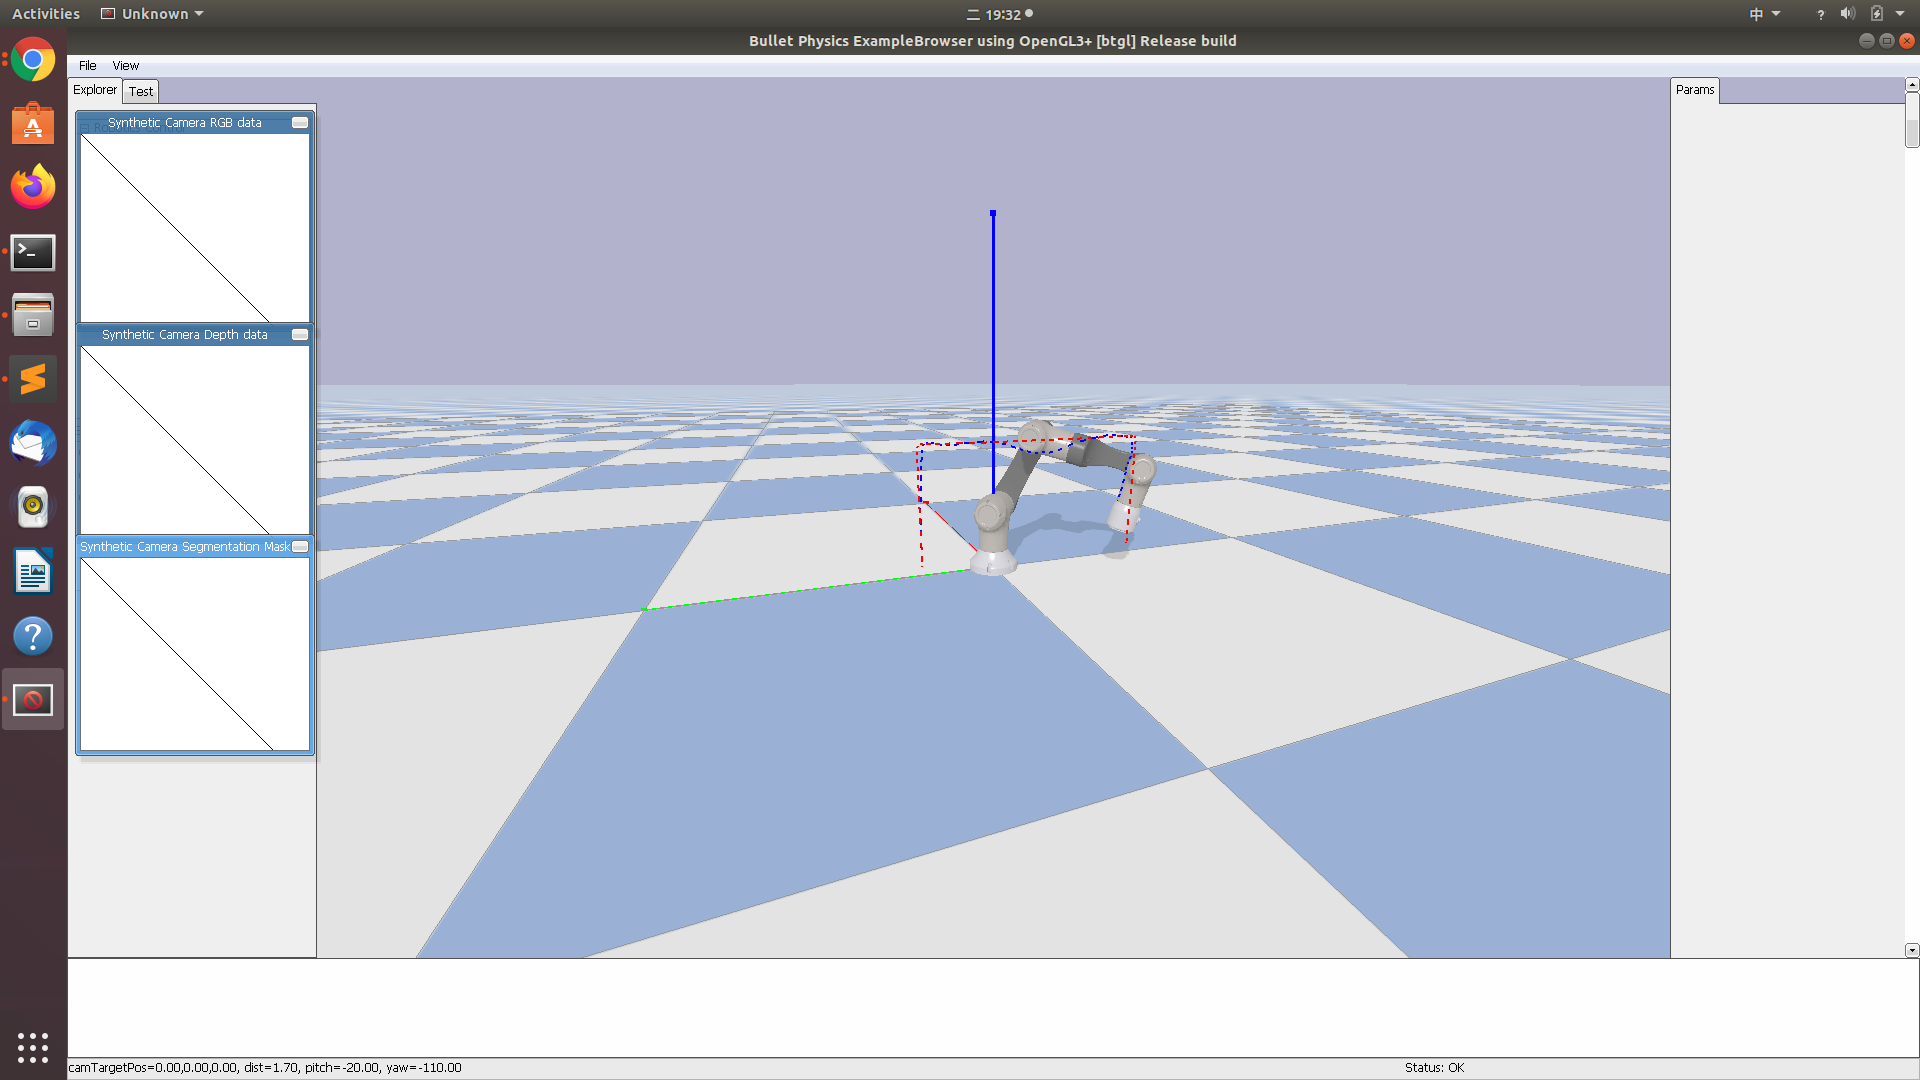 Activities
Unknown
二 19:32
中
?
Bullet Physics ExampleBrowser using OpenGL3+ [btgl] Release build
File View
Explorer Test
Params
Synthetic Camera RGB data
Synthetic Camera Depth data
Synthetic Camera Segmentation Mask
camTargetPos=0.00,0.00,0.00, dist=1.70, pitch=-20.00, yaw=-110.00
Status: OK